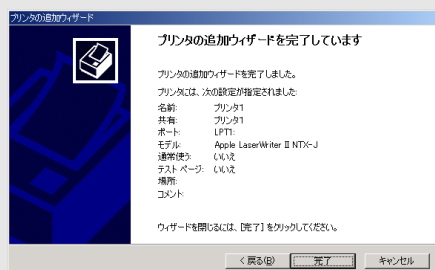 プリンタの追加ウィザード
プリンタの追加ウィザードを完了しています
プリンタの追加ウィザードを完了しました。
プリンタには、次の設定が指定されました:
名前: プリンタ1
共有: プリンタ1
ポート: LPT1:
モデル: Apple LaserWriter II NTX-J
通常使う: いいえ
テスト ページ: いいえ
場所:
コメント:
ウィザードを閉じるには、[完了] をクリックしてください。
< 戻る(B)
完了
キャンセル